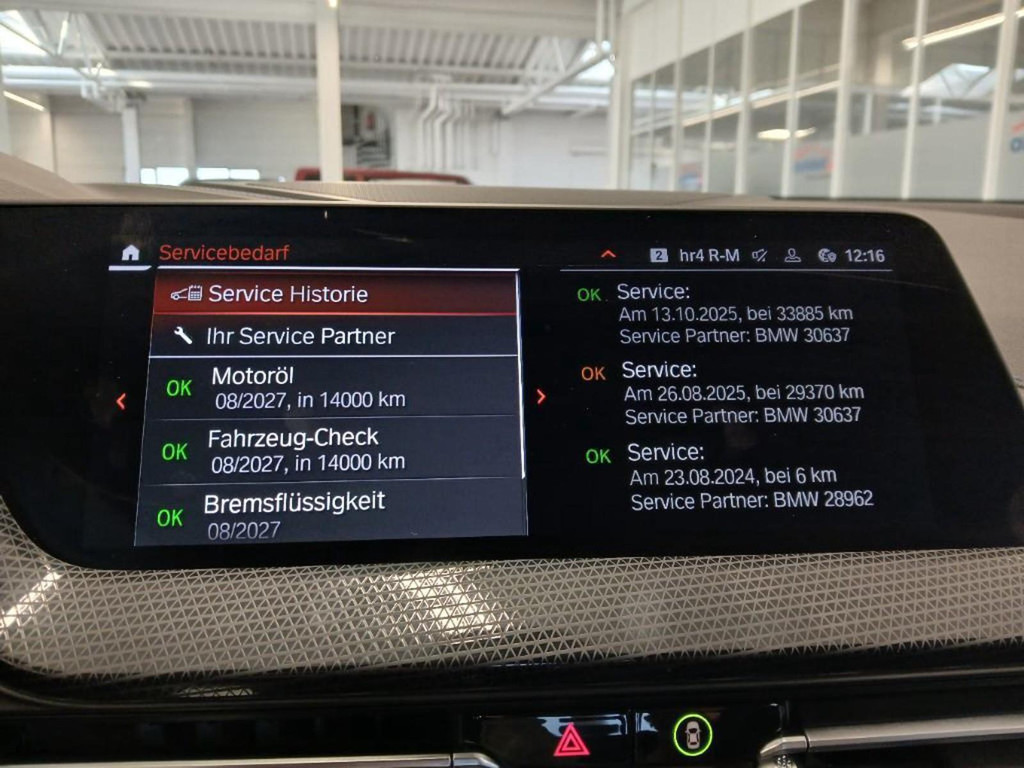 Servicebedarf
2 hr4 R-M 12:16
Service Historie
Ihr Service Partner
OK Motoröl
08/2027, in 14000 km
OK Fahrzeug-Check
08/2027, in 14000 km
OK Bremsflüssigkeit
08/2027
OK Service:
Am 13.10.2025, bei 33885 km
Service Partner: BMW 30637
OK Service:
Am 26.08.2025, bei 29370 km
Service Partner: BMW 30637
OK Service:
Am 23.08.2024, bei 6 km
Service Partner: BMW 28962